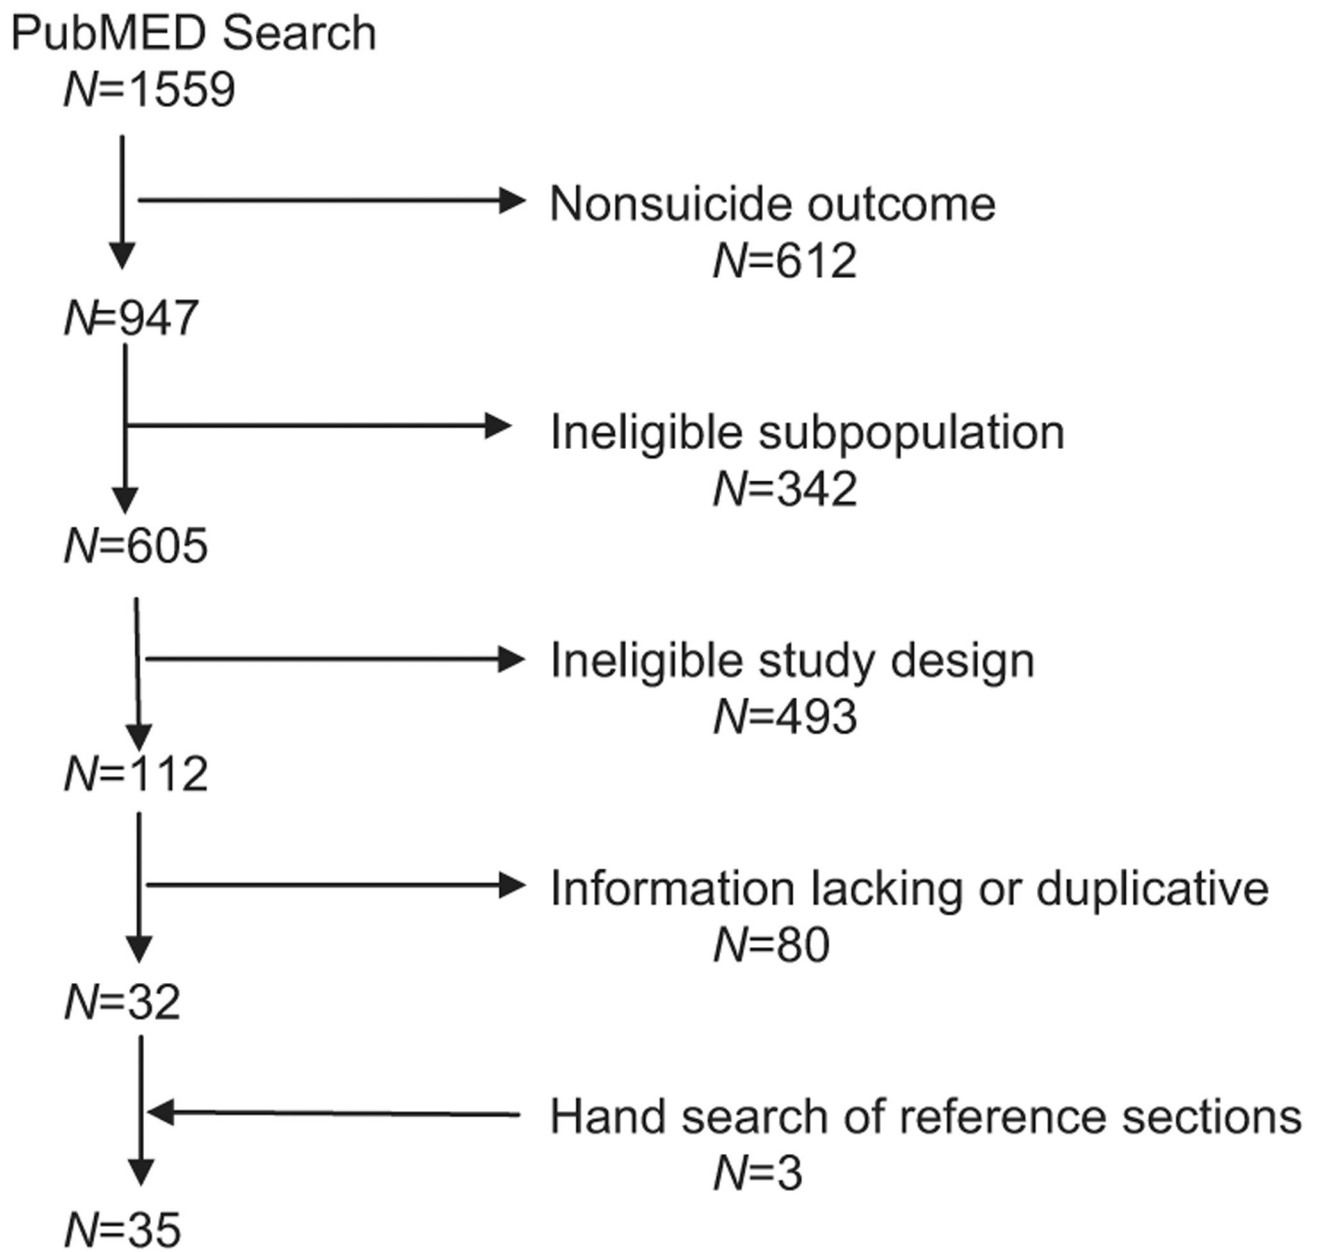 PubMED Search
N=1559
Nonsuicide outcome
N=612
N=947
Ineligible subpopulation
N=342
N=605
Ineligible study design
N=493
N=112
Information lacking or duplicative
N=80
N=32
Hand search of reference sections
N=3
N=35